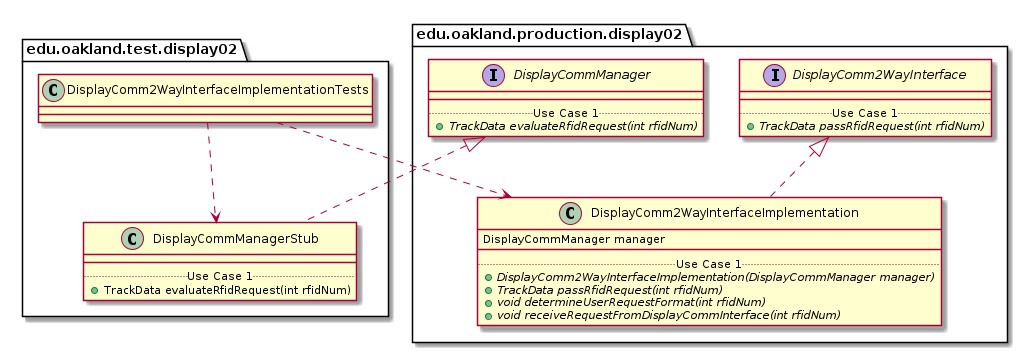 edu.oakland.test.display02
C DisplayComm2WayInterfaceImplementationTests
C DisplayCommManagerStub
Use Case 1
TrackData evaluateRfidRequest(int rfidNum)
edu.oakland.production.display02
I DisplayCommManager
Use Case 1
TrackData evaluateRfidRequest(int rfidNum)
I DisplayComm2WayInterface
Use Case 1
TrackData passRfidRequest(int rfidNum)
C DisplayComm2WayInterfaceImplementation
DisplayCommManager manager
Use Case 1
DisplayComm2WayInterfaceImplementation(DisplayCommManager manager)
TrackData passRfidRequest(int rfidNum)
void determineUserRequestFormat(int rfidNum)
void receiveRequestFromDisplayCommInterface(int rfidNum)